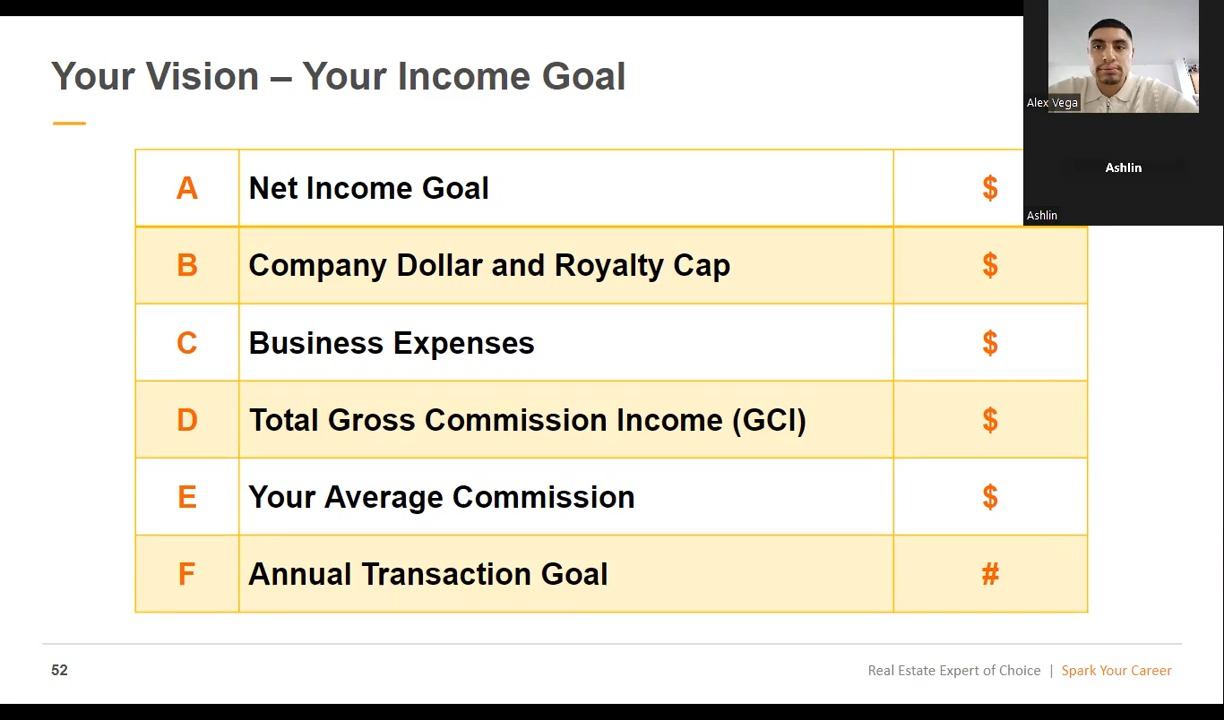 Your Vision – Your Income Goal
A Net Income Goal $
B Company Dollar and Royalty Cap $
C Business Expenses $
D Total Gross Commission Income (GCI) $
E Your Average Commission $
F Annual Transaction Goal #
52 Real Estate Expert of Choice | Spark Your Career
Alex Vega
Ashlin
Ashlin